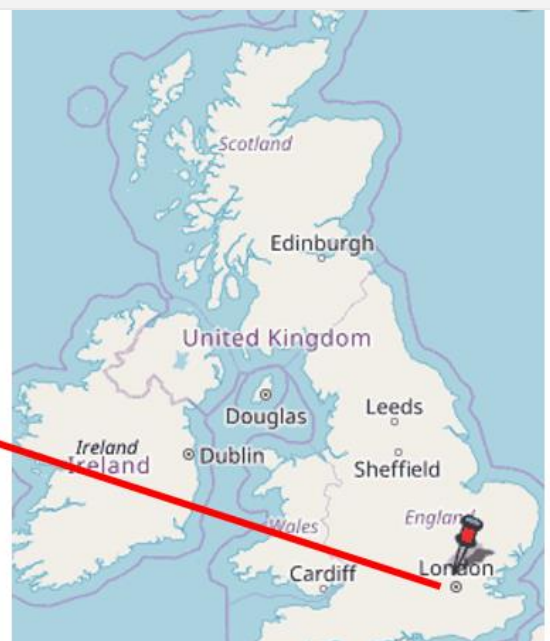 Scotland
Edinburgh
United Kingdom
Douglas
Leeds
Ireland
Ireland
Dublin
Sheffield
England
Wales
London
Cardiff